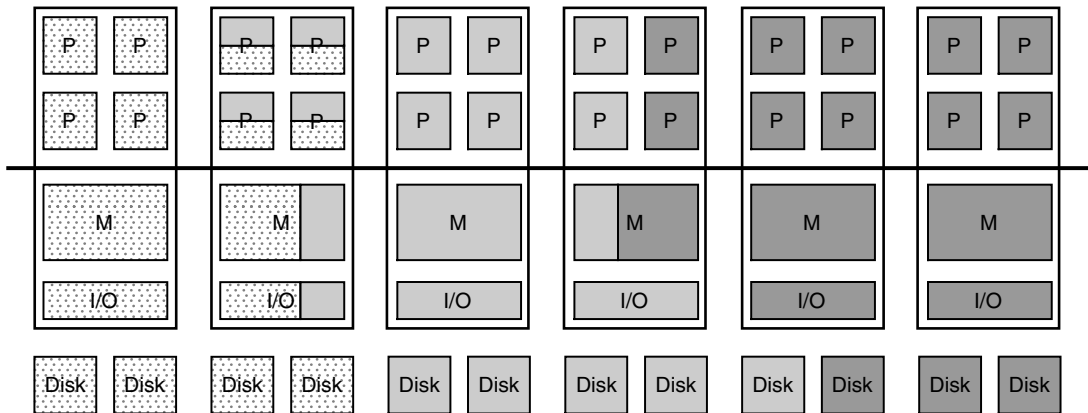 P P P P P P P P P P P P
P P P P P P P P P P P P
M M M M M M
I/O I/O I/O I/O I/O I/O
Disk Disk Disk Disk Disk Disk Disk Disk Disk Disk Disk Disk